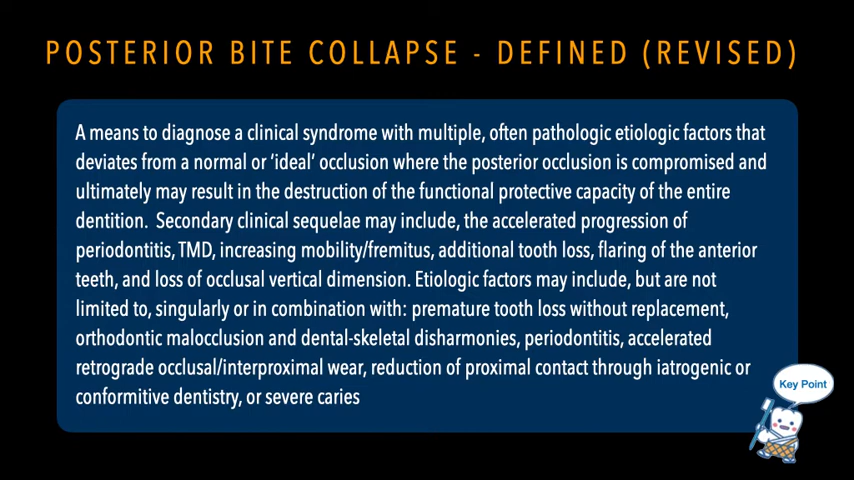 POSTERIOR BITE COLLAPSE - DEFINED (REVISED)
A means to diagnose a clinical syndrome with multiple, often pathologic etiologic factors that
deviates from a normal or ‘ideal’ occlusion where the posterior occlusion is compromised and
ultimately may result in the destruction of the functional protective capacity of the entire
dentition.  Secondary clinical sequelae may include, the accelerated progression of
periodontitis, TMD, increasing mobility/fremitus, additional tooth loss, flaring of the anterior
teeth, and loss of occlusal vertical dimension. Etiologic factors may include, but are not
limited to, singularly or in combination with: premature tooth loss without replacement,
orthodontic malocclusion and dental-skeletal disharmonies, periodontitis, accelerated
retrograde occlusal/interproximal wear, reduction of proximal contact through iatrogenic or
conformitive dentistry, or severe caries
Key Point